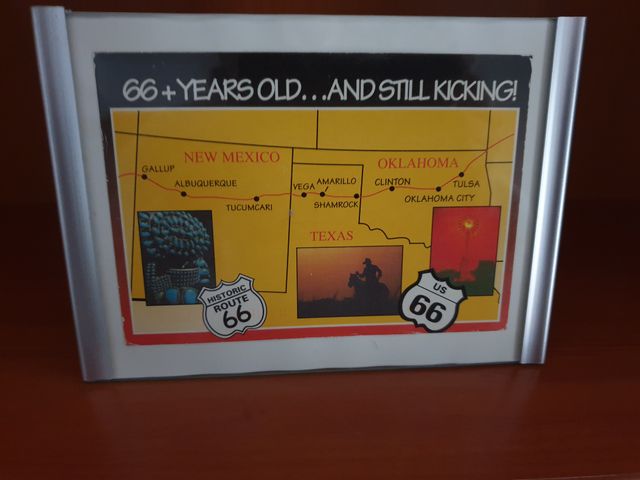 66 + YEARS OLD...AND STILL KICKING!
NEW MEXICO
OKLAHOMA
GALLUP
ALBUQUERQUE
TUCUMCARI
VEGA
AMARILLO
SHAMROCK
CLINTON
OKLAHOMA CITY
TULSA
TEXAS
HISTORIC
ROUTE
66
US
66